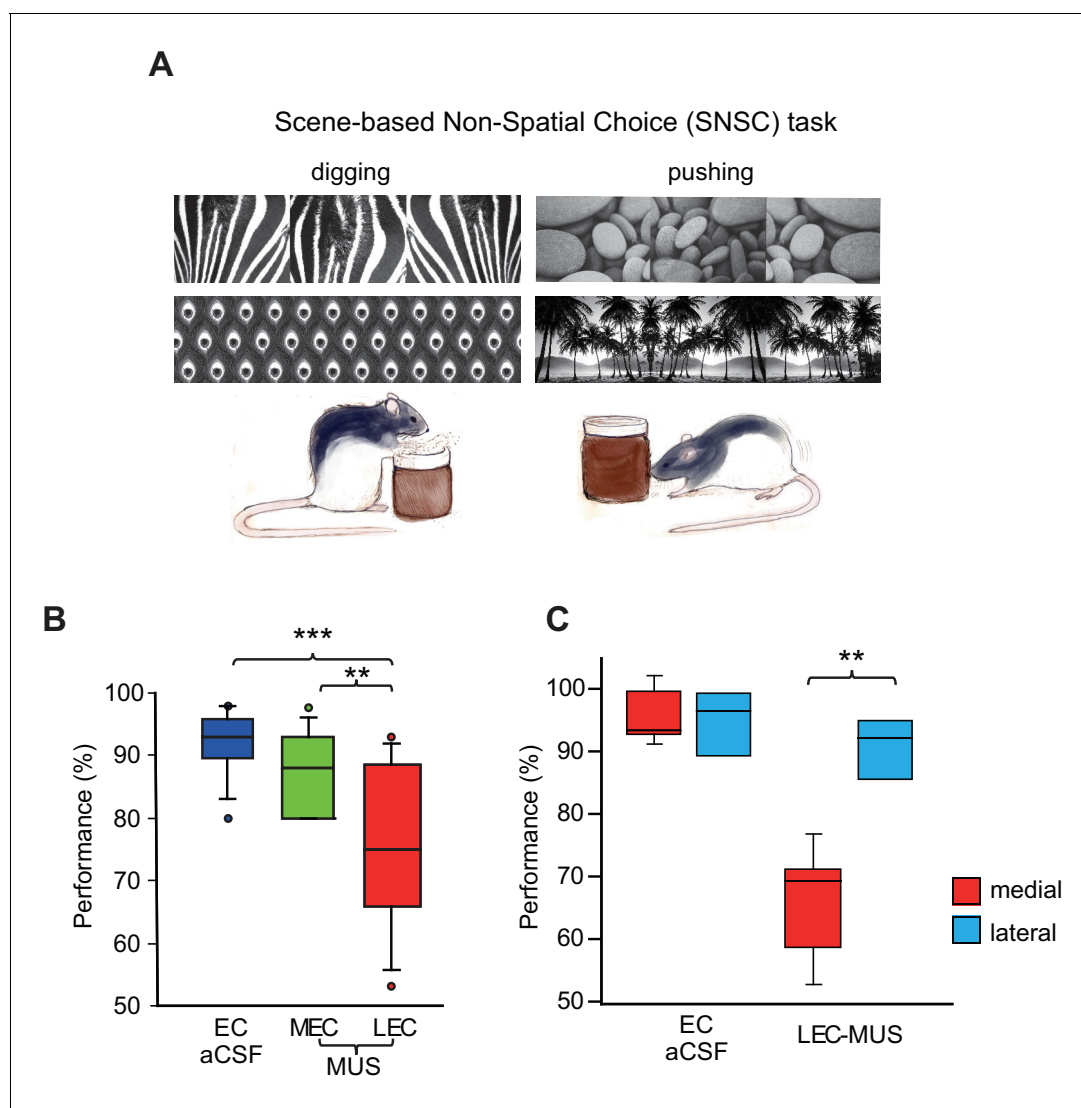 A
Scene-based Non-Spatial Choice (SNSC) task
digging pushing
B
C
***
**
**
100
90
80
70
60
50
Performance (%)
EC
aCSF
MEC LEC
MUS
100
90
80
70
60
50
Performance (%)
EC
aCSF
LEC-MUS
medial
lateral